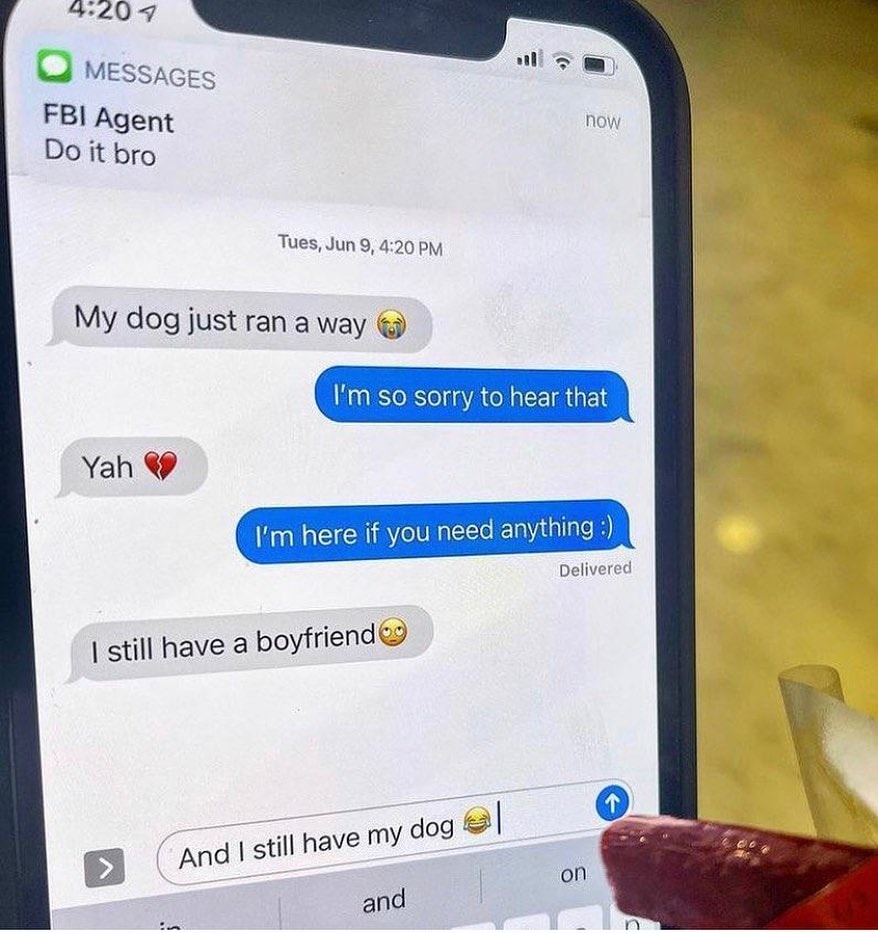 4:20
MESSAGES
FBI Agent
now
Do it bro
Tues, Jun 9, 4:20 PM
My dog just ran a way 😭
I'm so sorry to hear that
Yah 💔
I'm here if you need anything :)
Delivered
I still have a boyfriend🙄
And I still have my dog 😂
in
and
on
n